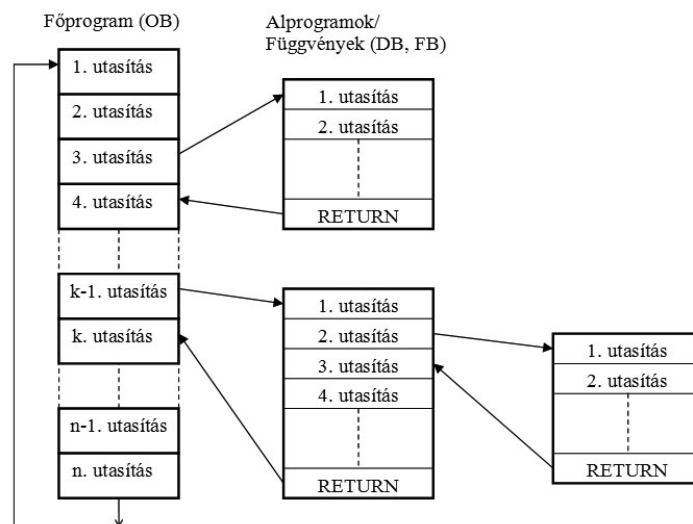 Főprogram (OB)
Alprogramok/
Függvények (DB, FB)
1. utasítás
2. utasítás
3. utasítás
4. utasítás
k-1. utasítás
k. utasítás
n-1. utasítás
n. utasítás
1. utasítás
2. utasítás
RETURN
1. utasítás
2. utasítás
3. utasítás
4. utasítás
RETURN
1. utasítás
2. utasítás
RETURN